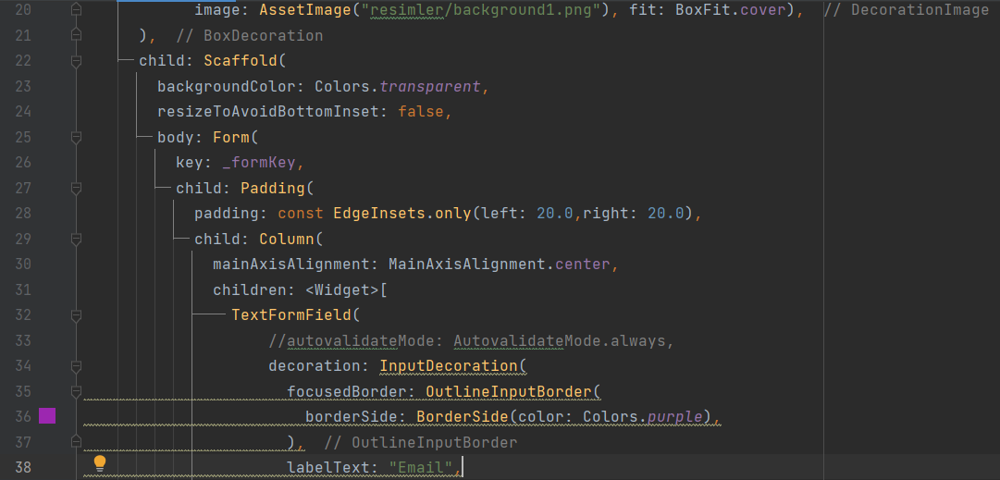 20 image: AssetImage("resimler/background1.png"), fit: BoxFit.cover), // DecorationImage
21 ), // BoxDecoration
22 child: Scaffold(
23 backgroundColor: Colors.transparent,
24 resizeToAvoidBottomInset: false,
25 body: Form(
26 key: _formKey,
27 child: Padding(
28 padding: const EdgeInsets.only(left: 20.0,right: 20.0),
29 child: Column(
30 mainAxisAlignment: MainAxisAlignment.center,
31 children: <Widget>[
32 TextFormField(
33 //autovalidateMode: AutovalidateMode.always,
34 decoration: InputDecoration(
35 focusedBorder: OutlineInputBorder(
36 borderSide: BorderSide(color: Colors.purple),
37 ), // OutlineInputBorder
38 labelText: "Email",